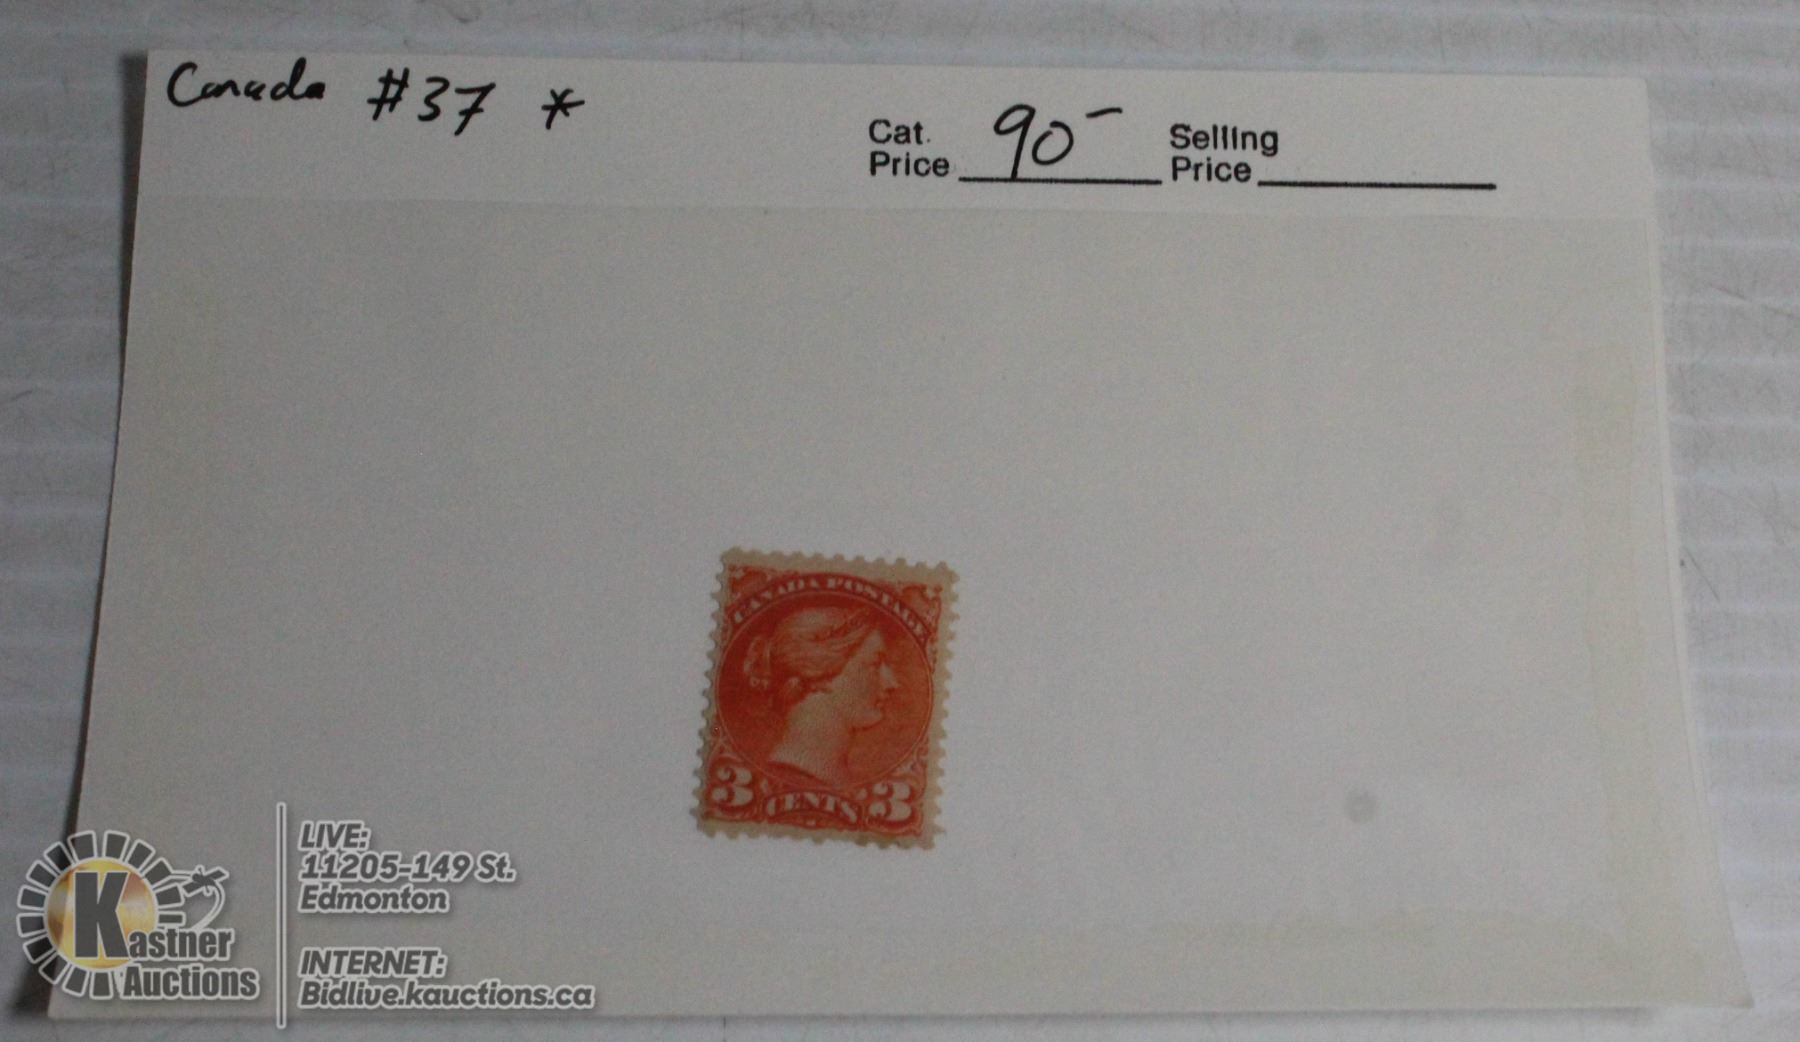 Canada #37 *
Cat. Price 90- Selling Price
CANADA POSTAGE
3 CENTS 3
Kastner Auctions
LIVE:
11205-149 St.
Edmonton
INTERNET:
Bidlive.kauctions.ca